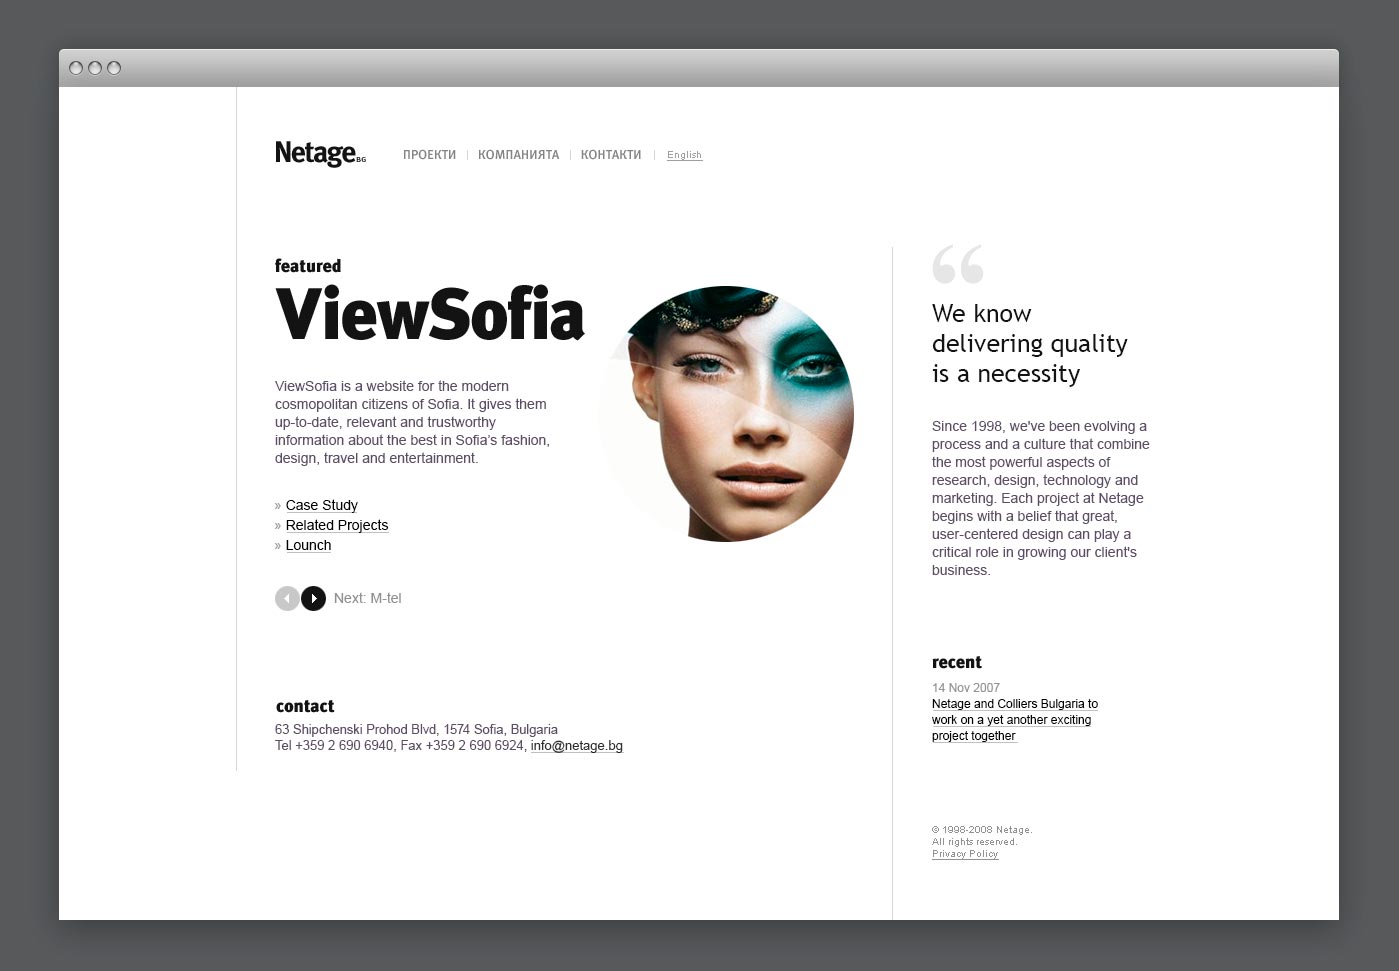 Netage BG
ПРОЕКТИ
КОМПАНИЯТА
КОНТАКТИ
English
featured
ViewSofia
ViewSofia is a website for the modern
cosmopolitan citizens of Sofia. It gives them
up-to-date, relevant and trustworthy
information about the best in Sofia's fashion,
design, travel and entertainment.
» Case Study
» Related Projects
» Lounch
Next: M-tel
contact
63 Shipchenski Prohod Blvd, 1574 Sofia, Bulgaria
Tel +359 2 690 6940, Fax +359 2 690 6924, info@netage.bg
“
We know
delivering quality
is a necessity
Since 1998, we've been evolving a
process and a culture that combine
the most powerful aspects of
research, design, technology and
marketing. Each project at Netage
begins with a belief that great,
user-centered design can play a
critical role in growing our client's
business.
recent
14 Nov 2007
Netage and Colliers Bulgaria to
work on a yet another exciting
project together
© 1998-2008 Netage.
All rights reserved.
Privacy Policy